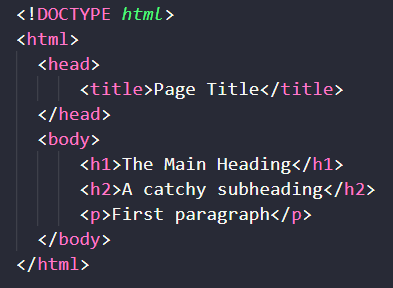 <!DOCTYPE html>
<html>
<head>
<title>Page Title</title>
</head>
<body>
<h1>The Main Heading</h1>
<h2>A catchy subheading</h2>
<p>First paragraph</p>
</body>
</html>